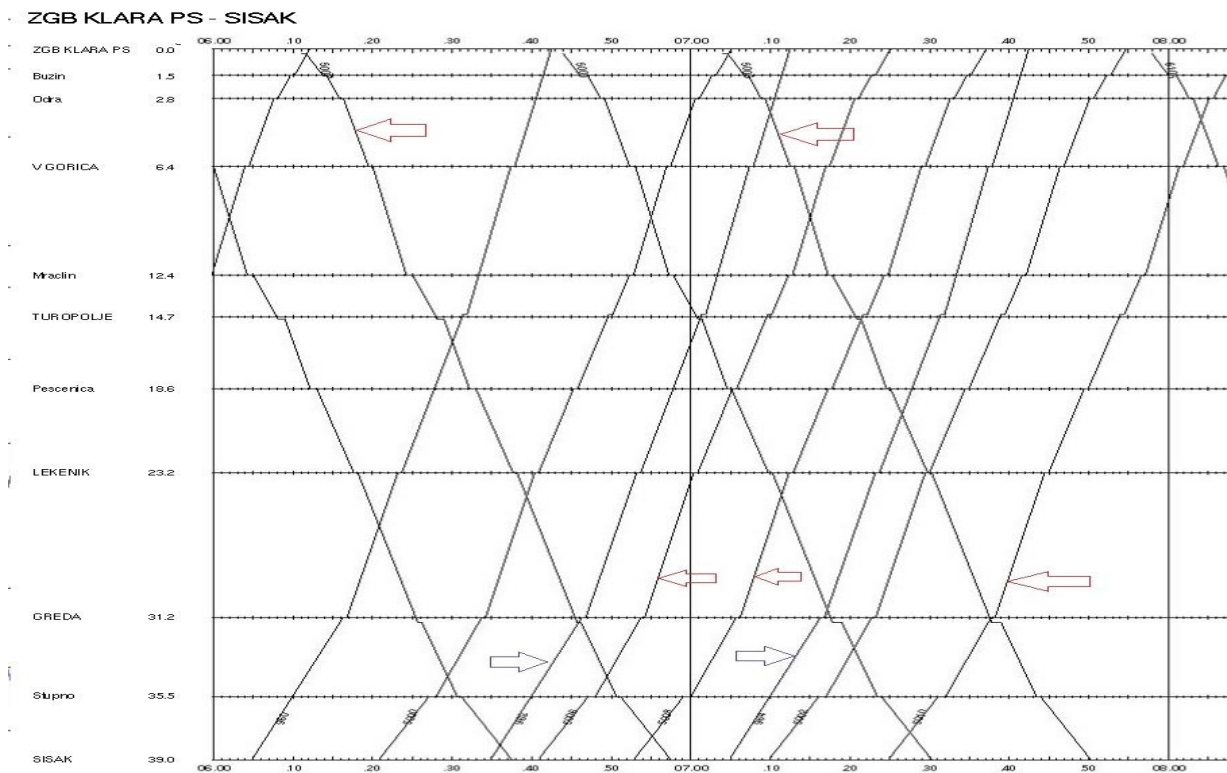 ZGB KLARA PS - SISAK
06.00 .10 .20 .30 .40 .50 07.00 .10 .20 .30 .40 .50 08.00
ZGB KLARA PS 0.0
Buzin 1.5
Odra 2.8
V GORICA 6.4
Mraclin 12.4
TUROPOLJE 14.7
Pescenica 18.6
LEKENIK 23.2
GREDA 31.2
Stupno 35.5
SISAK 39.0
06.00 .10 .20 .30 .40 .50 07.00 .10 .20 .30 .40 .50 08.00